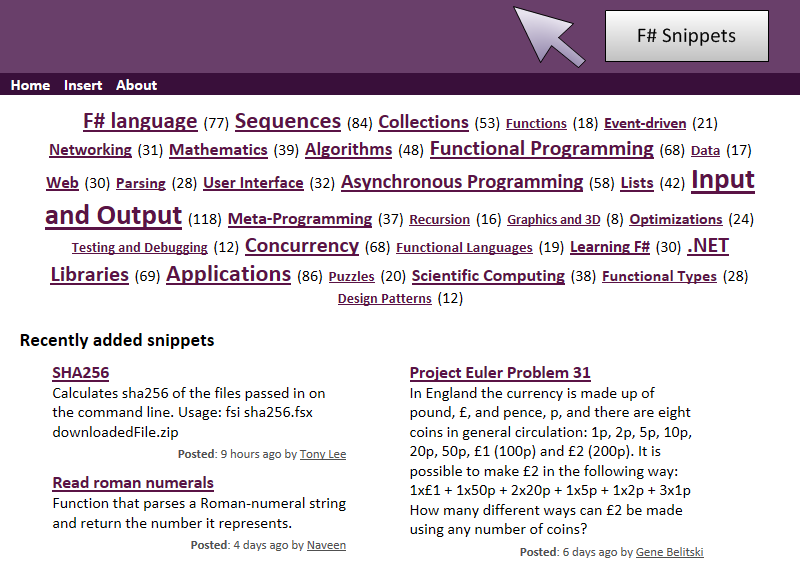 F# Snippets
Home Insert About
F# language (77) Sequences (84) Collections (53) Functions (18) Event-driven (21)
Networking (31) Mathematics (39) Algorithms (48) Functional Programming (68) Data (17)
Web (30) Parsing (28) User Interface (32) Asynchronous Programming (58) Lists (42) Input
and Output (118) Meta-Programming (37) Recursion (16) Graphics and 3D (8) Optimizations (24)
Testing and Debugging (12) Concurrency (68) Functional Languages (19) Learning F# (30) .NET
Libraries (69) Applications (86) Puzzles (20) Scientific Computing (38) Functional Types (28)
Design Patterns (12)
Recently added snippets
SHA256
Calculates sha256 of the files passed in on
the command line. Usage: fsi sha256.fsx
downloadedFile.zip
Posted: 9 hours ago by Tony Lee
Read roman numerals
Function that parses a Roman-numeral string
and return the number it represents.
Posted: 4 days ago by Naveen
Project Euler Problem 31
In England the currency is made up of
pound, £, and pence, p, and there are eight
coins in general circulation: 1p, 2p, 5p, 10p,
20p, 50p, £1 (100p) and £2 (200p). It is
possible to make £2 in the following way:
1x£1 + 1x50p + 2x20p + 1x5p + 1x2p + 3x1p
How many different ways can £2 be made
using any number of coins?
Posted: 6 days ago by Gene Belitski